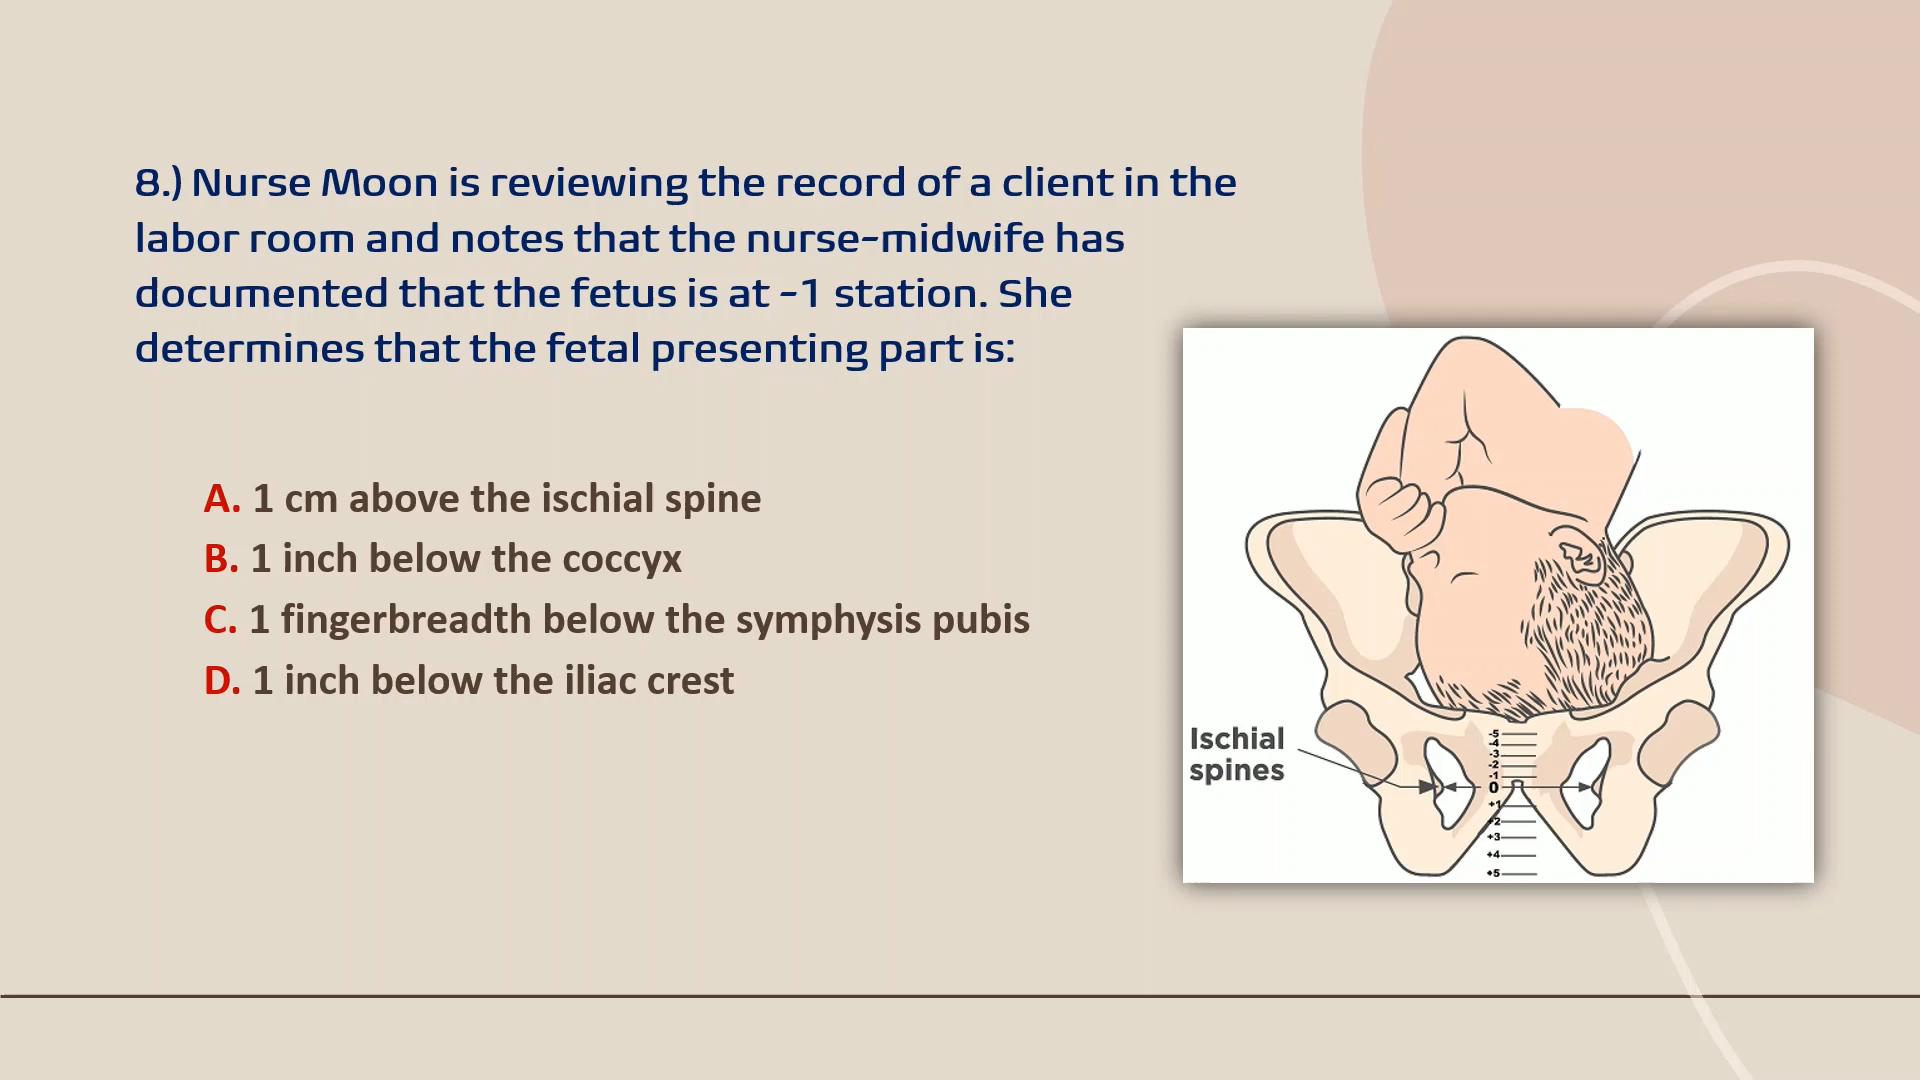 8.) Nurse Moon is reviewing the record of a client in the
labor room and notes that the nurse-midwife has
documented that the fetus is at -1 station. She
determines that the fetal presenting part is:
A. 1 cm above the ischial spine
B. 1 inch below the coccyx
C. 1 fingerbreadth below the symphysis pubis
D. 1 inch below the iliac crest
Ischial
spines
-5
-4
-3
-2
-1
0
+1
+2
+3
+4
+5